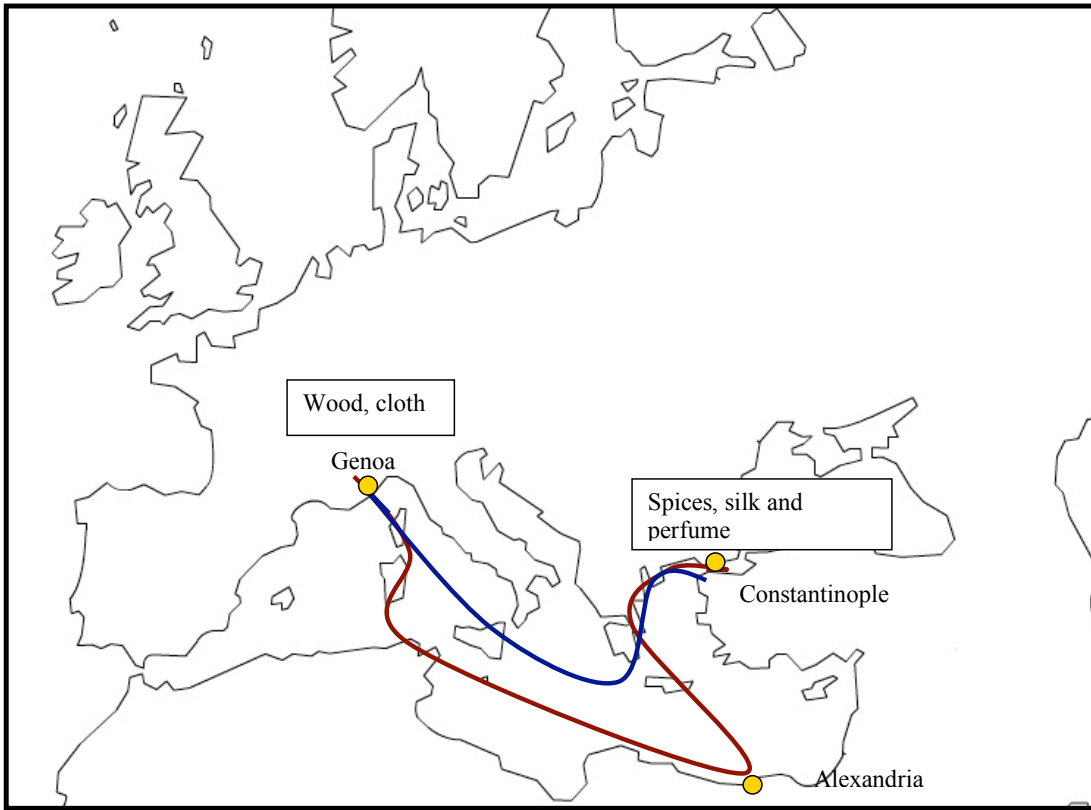 Wood, cloth
Genoa
Spices, silk and
perfume
Constantinople
Alexandria